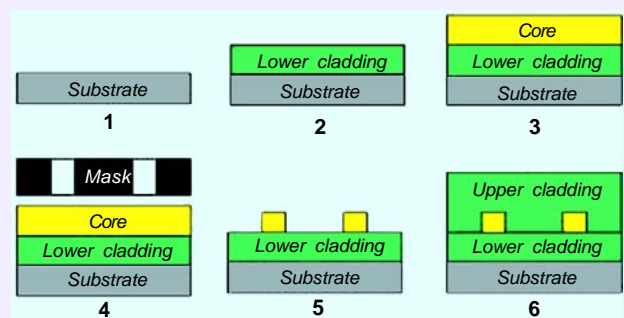 Substrate
1
Lower cladding
Substrate
2
Core
Lower cladding
Substrate
3
Mask
Core
Lower cladding
Substrate
4
Lower cladding
Substrate
5
Upper cladding
Lower cladding
Substrate
6